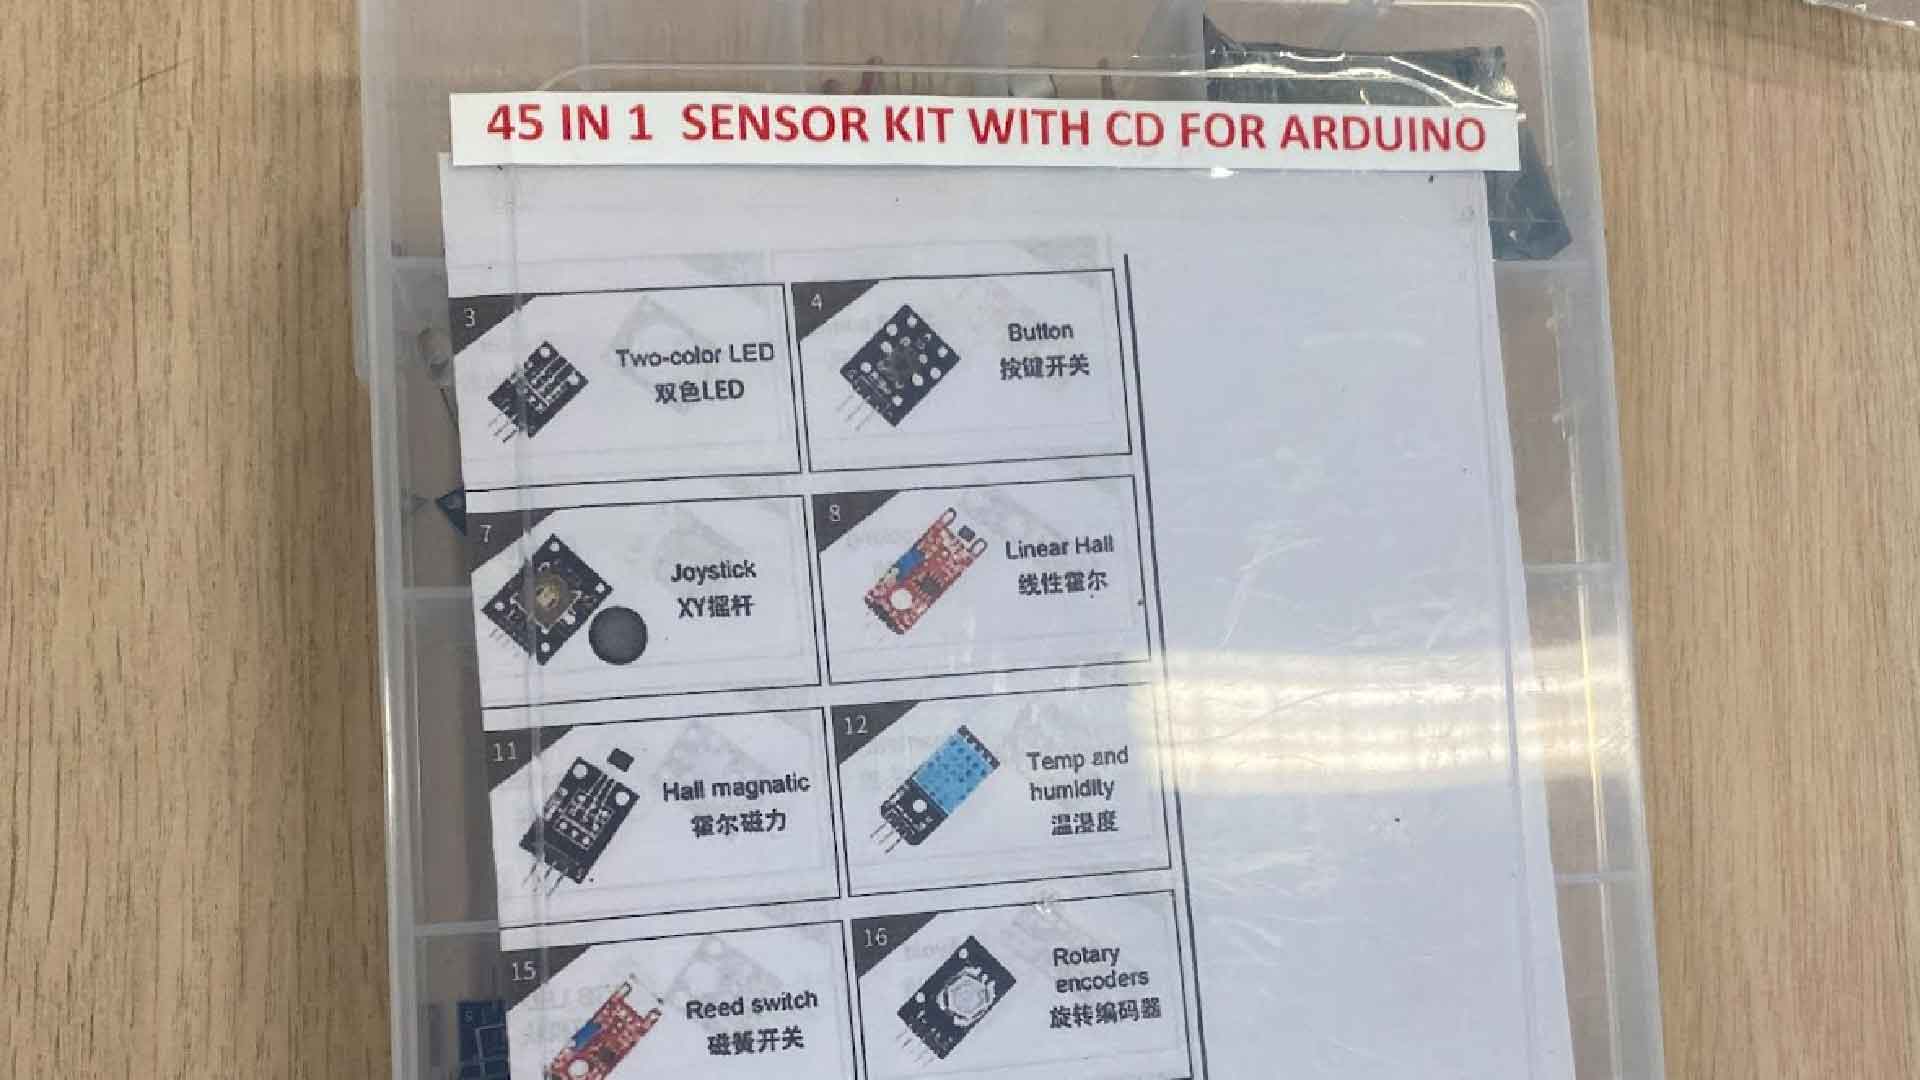 45 IN 1 SENSOR KIT WITH CD FOR ARDUINO
3
Two-color LED
双色LED
4
Button
按键开关
7
Joystick
XY摇杆
8
Linear Hall
线性霍尔
11
Hall magnatic
霍尔磁力
12
Temp and
humidity
温湿度
15
Reed switch
磁簧开关
16
Rotary
encoders
旋转编码器